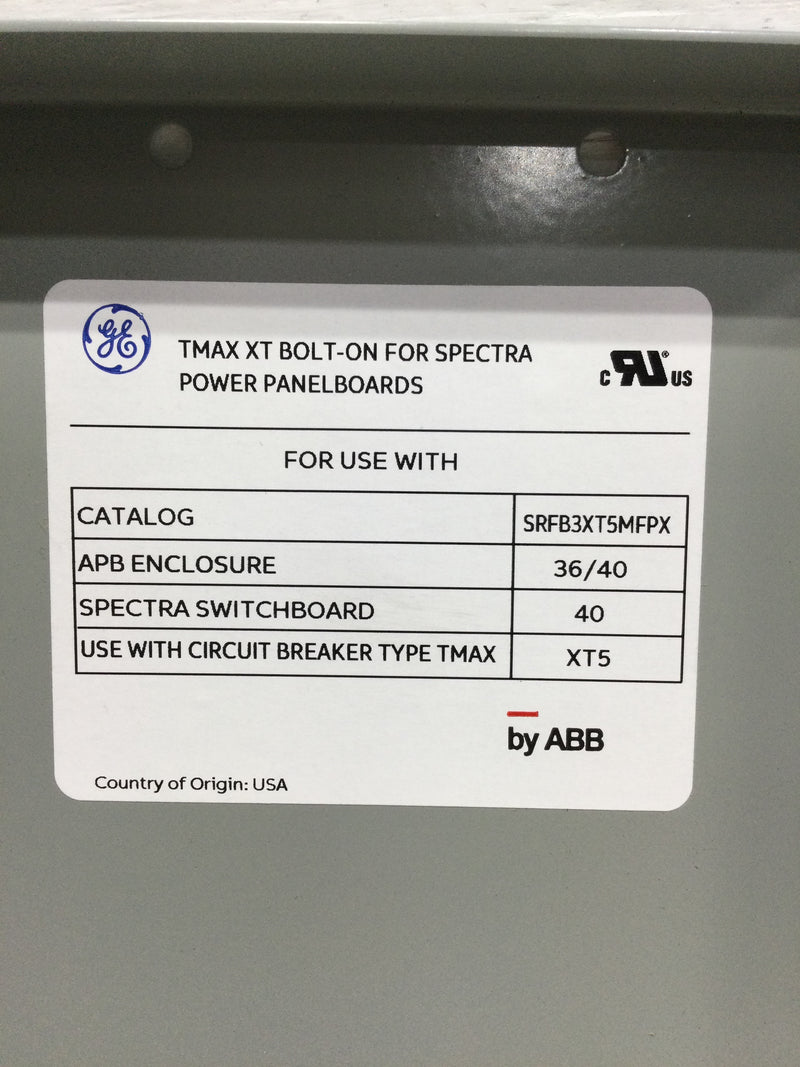 GE
TMAX XT BOLT-ON FOR SPECTRA
POWER PANELBOARDS
C RU® US
FOR USE WITH
CATALOG SRFB3XT5MFPX
APB ENCLOSURE 36/40
SPECTRA SWITCHBOARD 40
USE WITH CIRCUIT BREAKER TYPE TMAX XT5
by ABB
Country of Origin: USA